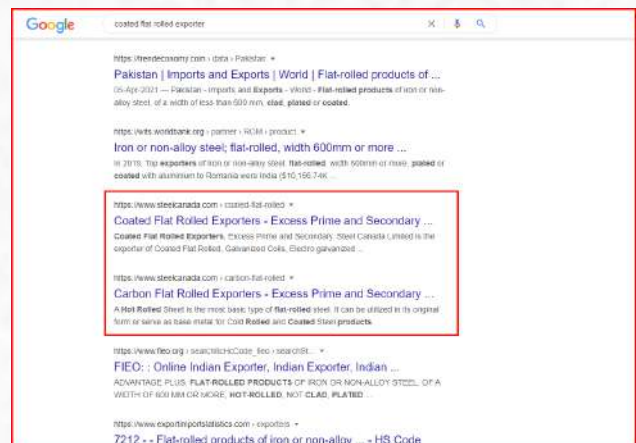 Google
coated flat rolled exporter
https://trendeconomy.com › data › Pakistan
Pakistan | Imports and Exports | World | Flat-rolled products of ...
05-Apr-2021 — Pakistan - Imports and Exports - World - Flat-rolled products of iron or non-
alloy steel, of a width of less than 600 mm, clad, plated or coated.
https://wits.worldbank.org › partner › ROM › product
Iron or non-alloy steel; flat-rolled, width 600mm or more ...
In 2018, Top exporters of Iron or non-alloy steel; flat-rolled, width 600mm or more, plated or
coated with aluminium to Romania were India ($10,156.74K ...
https://www.steelcanada.com › coated-flat-rolled
Coated Flat Rolled Exporters - Excess Prime and Secondary ...
Coated Flat Rolled Exporters, Excess Prime and Secondary. Steel Canada Limited is the
exporter of Coated Flat Rolled, Galvanized Coils, Electro galvanized ...
https://www.steelcanada.com › carbon-flat-rolled
Carbon Flat Rolled Exporters - Excess Prime and Secondary ...
A Hot Rolled Sheet is the most basic type of flat-rolled steel. It can be utilized in its original
form or serve as base metal for Cold Rolled and Coated Steel products.
https://www.fieo.org › searchItcHcCode_fieo › searchSt...
FIEO: : Online Indian Exporter, Indian Exporter, Indian ...
ADVANTAGE PLUS. FLAT-ROLLED PRODUCTS OF IRON OR NON-ALLOY STEEL, OF A
WIDTH OF 600 MM OR MORE, HOT-ROLLED, NOT CLAD, PLATED ...
https://www.exportimportstatistics.com › exporters
7212 - - Flat-rolled products of iron or non-alloy ... - HS Code